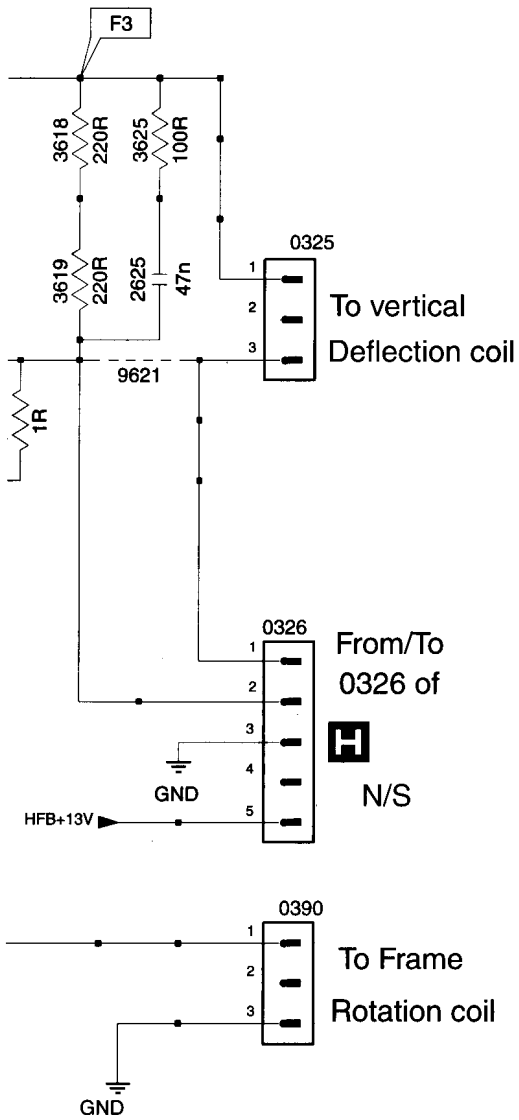 F3
3618
220R
3625
100R
3619
220R
2625
47n
0325
1
2
3
To vertical
Deflection coil
9621
1R
0326
1
2
3
4
5
From/To
0326 of
H
N/S
GND
HFB+13V
0390
1
2
3
To Frame
Rotation coil
GND